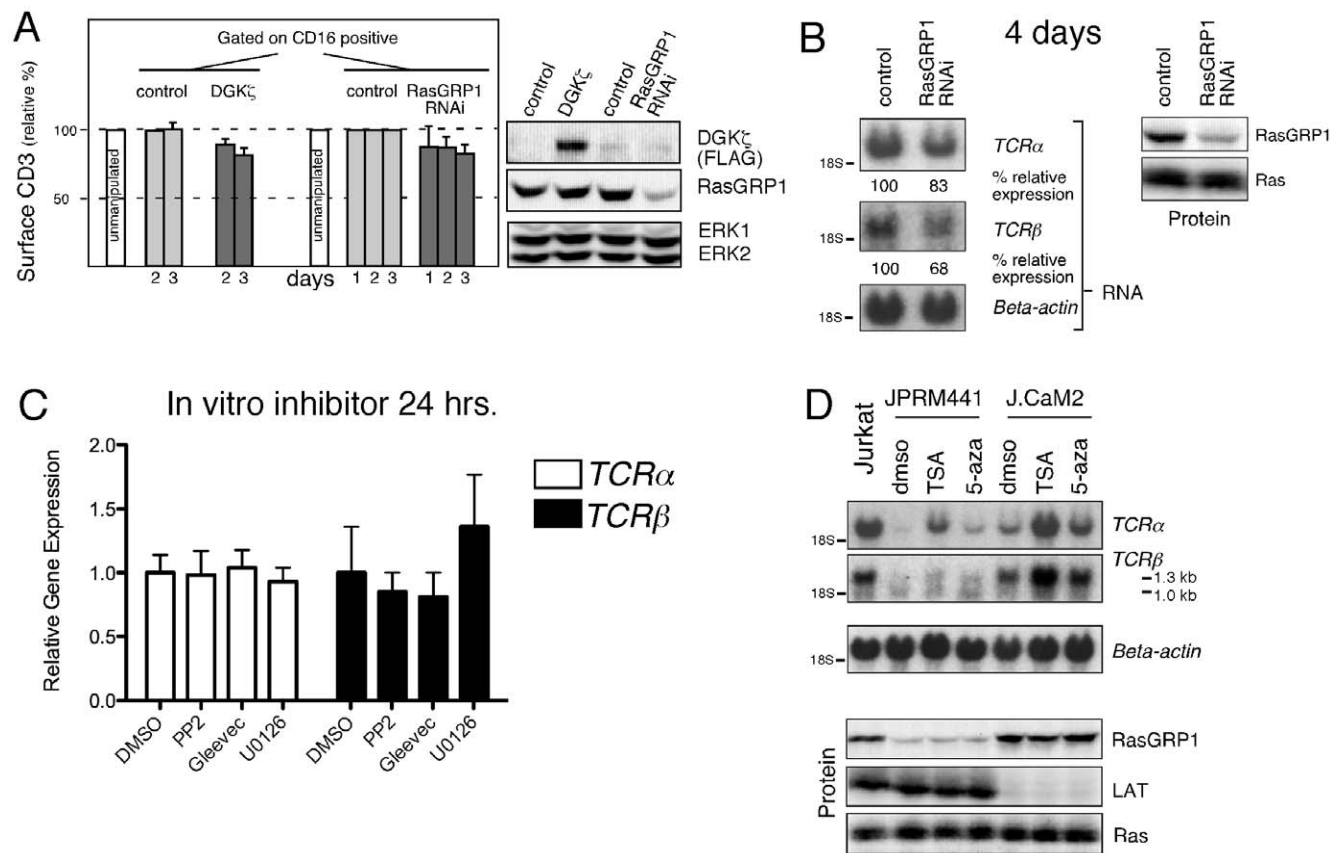 A
Gated on CD16 positive
control DGKζ control RasGRP1
RNAi
Surface CD3 (relative %)
100
50
unmanipulated
unmanipulated
2 3 2 3 days 1 2 3 1 2 3
control
DGKζ
control
RasGRP1
RNAi
DGKζ
(FLAG)
RasGRP1
ERK1
ERK2
B
4 days
control
RasGRP1
RNAi
18S
TCRα
100 83
% relative
expression
18S
TCRβ
100 68
% relative
expression
18S
Beta-actin
RNA
control
RasGRP1
RNAi
RasGRP1
Ras
Protein
C
In vitro inhibitor 24 hrs.
Relative Gene Expression
2.0
1.5
1.0
0.5
0.0
TCRα
TCRβ
DMSO
PP2
Gleevec
U0126
DMSO
PP2
Gleevec
U0126
D
JPRM441 J.CaM2
Jurkat
dmso
TSA
5-aza
dmso
TSA
5-aza
18S
TCRα
TCRβ
1.3 kb
1.0 kb
18S
18S
Beta-actin
Protein
RasGRP1
LAT
Ras